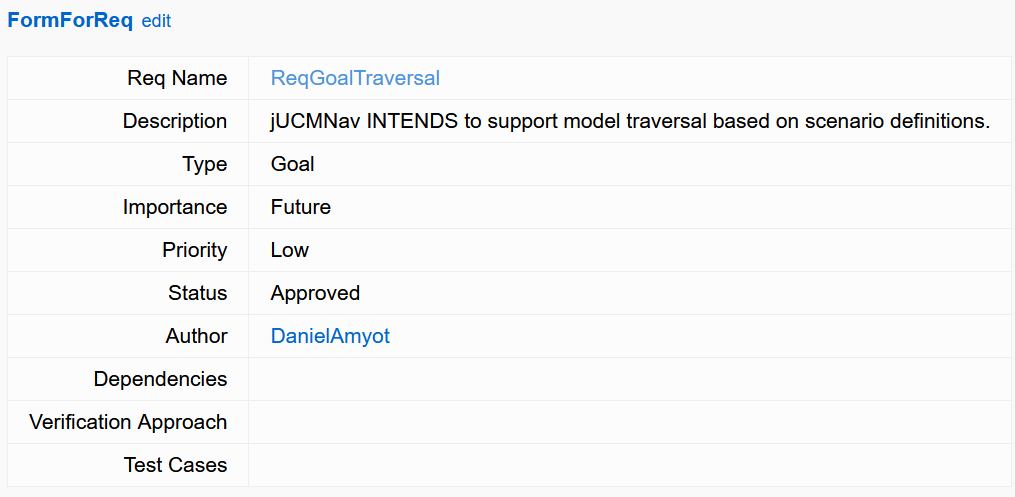 FormForReq edit
Req Name ReqGoalTraversal
Description jUCMNav INTENDS to support model traversal based on scenario definitions.
Type Goal
Importance Future
Priority Low
Status Approved
Author DanielAmyot
Dependencies
Verification Approach
Test Cases